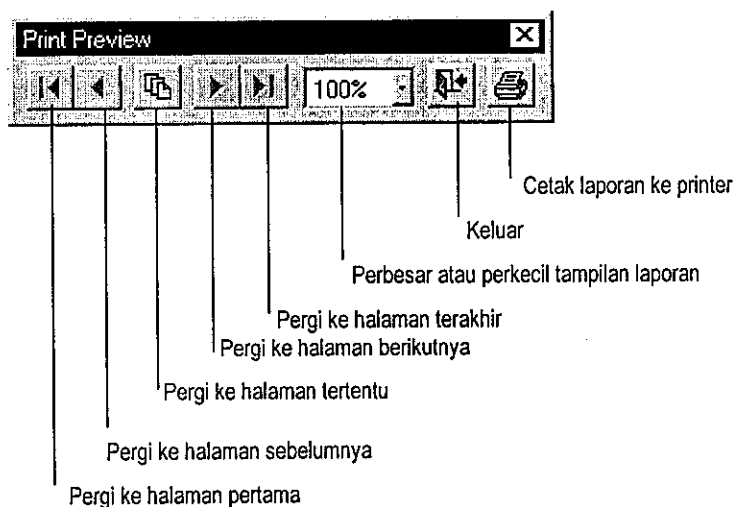 Print Preview
100%
Cetak laporan ke printer
Keluar
Perbesar atau perkecil tampilan laporan
Pergi ke halaman terakhir
Pergi ke halaman berikutnya
Pergi ke halaman tertentu
Pergi ke halaman sebelumnya
Pergi ke halaman pertama